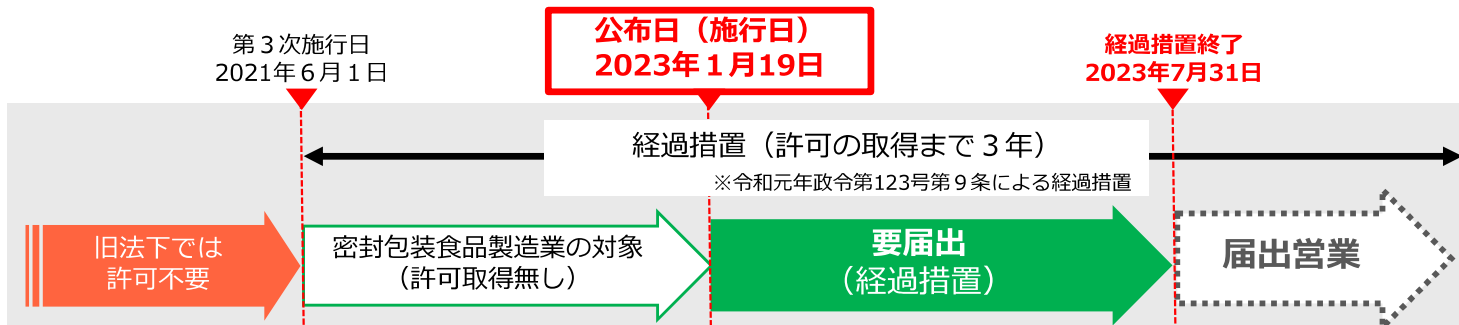 第３次施行日
2021年６月１日
公布日（施行日）
2023年１月19日
経過措置終了
2023年7月31日
経過措置（許可の取得まで３年）
※令和元年政令第123号第９条による経過措置
旧法下では
許可不要
密封包装食品製造業の対象
（許可取得無し）
要届出
（経過措置）
届出営業